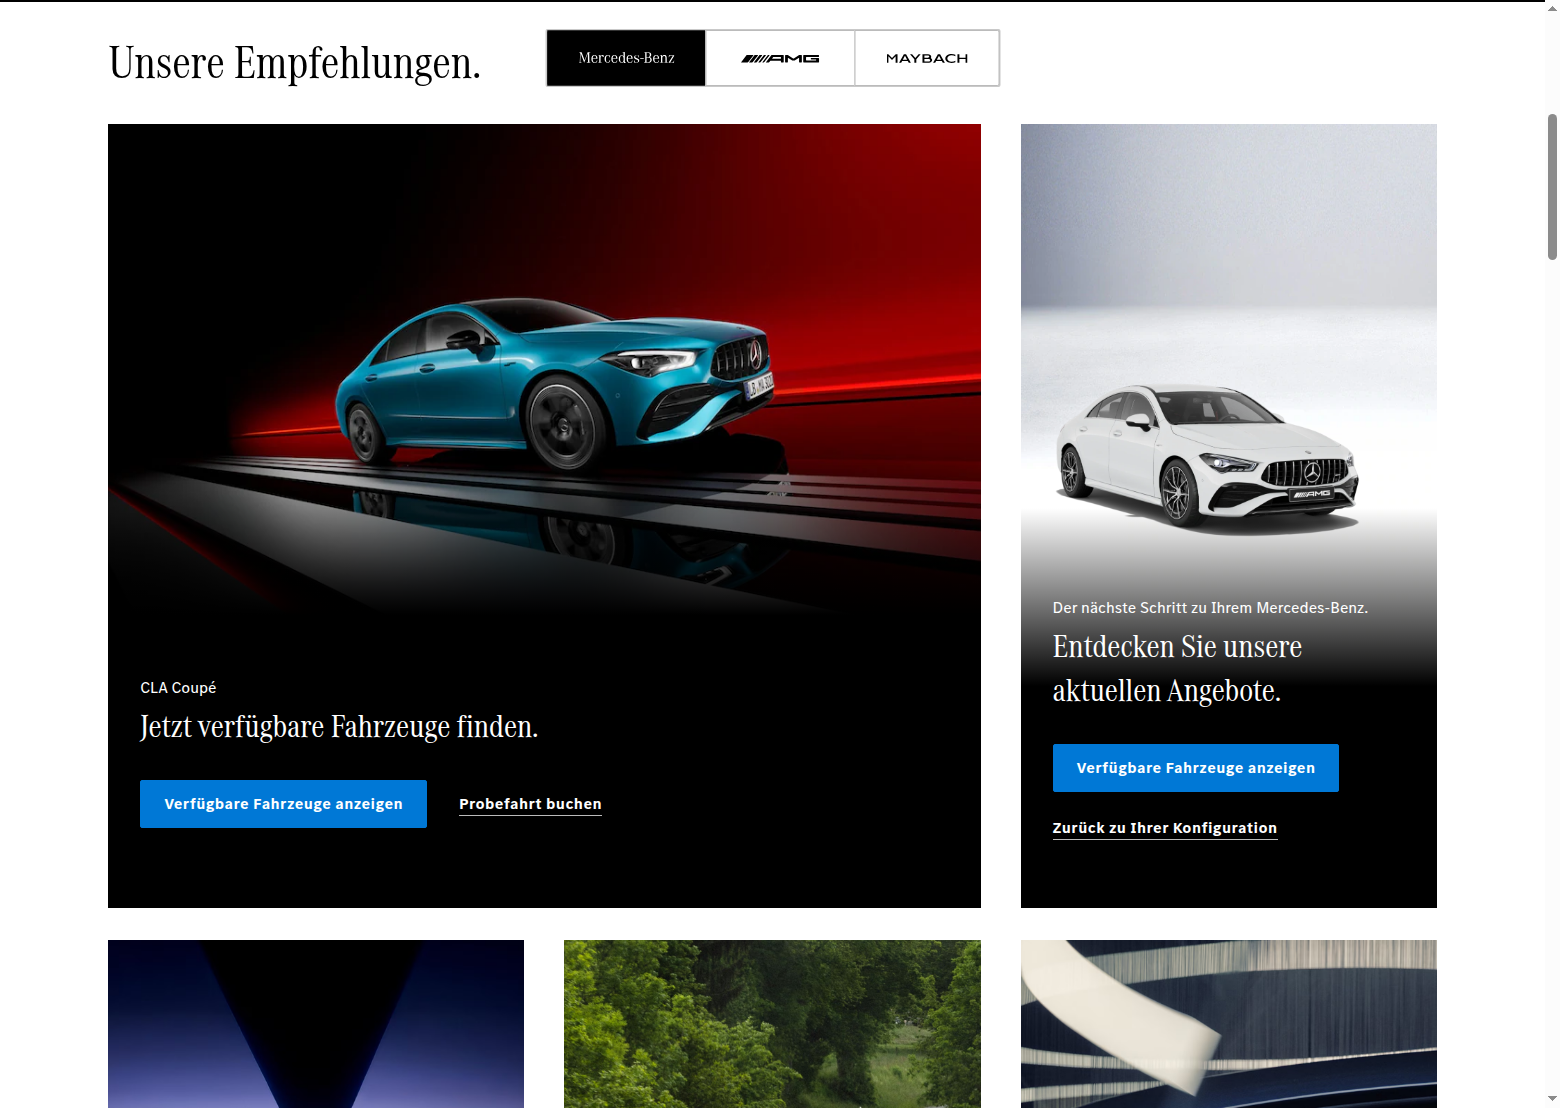 Unsere Empfehlungen.
Mercedes-Benz
AMG
MAYBACH
CLA Coupé
Jetzt verfügbare Fahrzeuge finden.
Verfügbare Fahrzeuge anzeigen
Probefahrt buchen
AMG
Der nächste Schritt zu Ihrem Mercedes-Benz.
Entdecken Sie unsere
aktuellen Angebote.
Verfügbare Fahrzeuge anzeigen
Zurück zu Ihrer Konfiguration